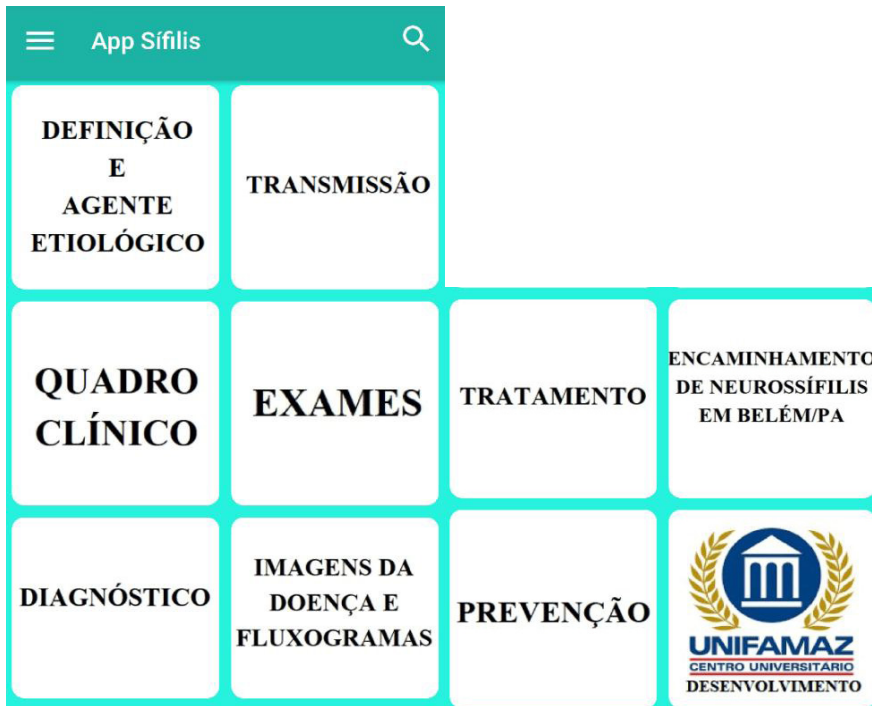 App Sífilis
DEFINIÇÃO
E
AGENTE
ETIOLÓGICO
TRANSMISSÃO
QUADRO
CLÍNICO
EXAMES
TRATAMENTO
ENCAMINHAMENTO
DE NEUROSSÍFILIS
EM BELÉM/PA
DIAGNÓSTICO
IMAGENS DA
DOENÇA E
FLUXOGRAMAS
PREVENÇÃO
UNIFAMAZ
CENTRO UNIVERSITÁRIO
DESENVOLVIMENTO